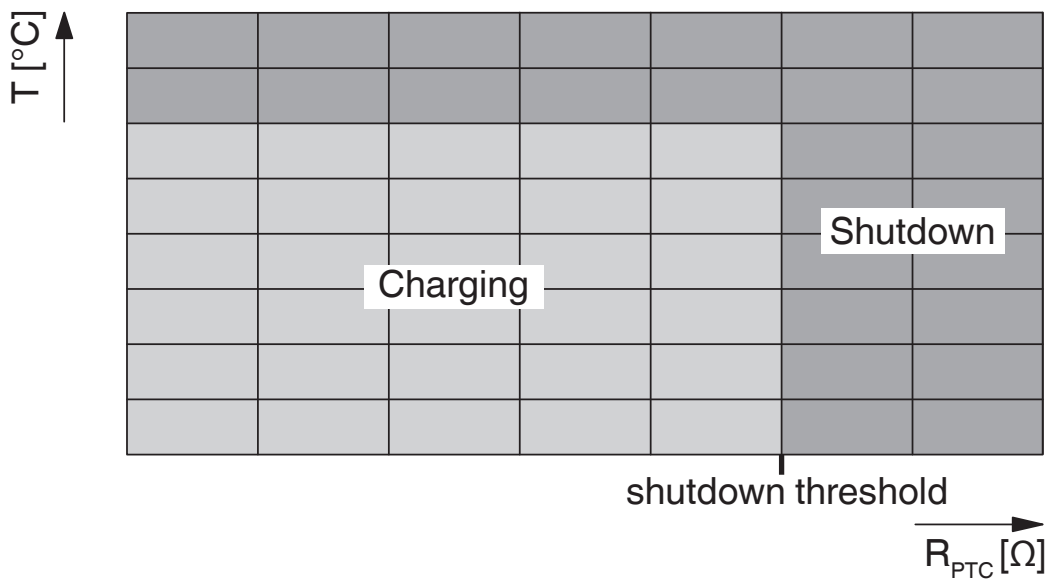 T [°C]
Shutdown
Charging
shutdown threshold
R_PTC [Ω]